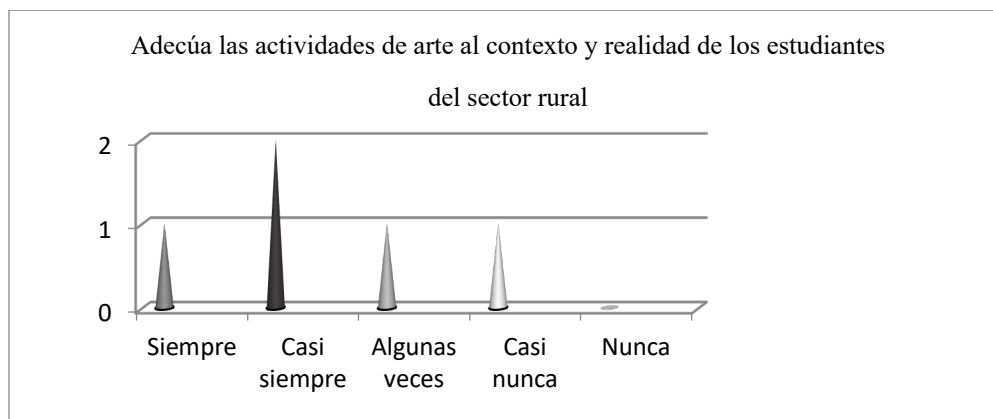 Adecúa las actividades de arte al contexto y realidad de los estudiantes
del sector rural
2
1
0
Siempre
Casi
siempre
Algunas
veces
Casi
nunca
Nunca